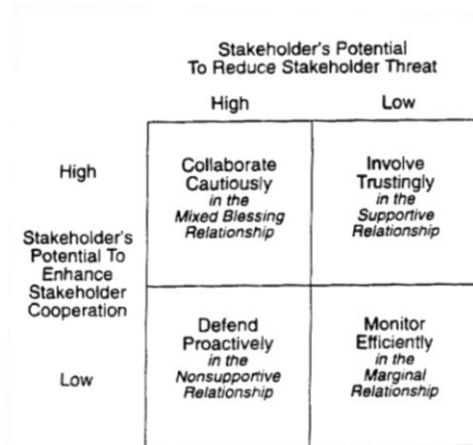 Stakeholder's Potential
To Reduce Stakeholder Threat
High
Low
High
Stakeholder's
Potential To
Enhance
Stakeholder
Cooperation
Low
Collaborate
Cautiously
in the
Mixed Blessing
Relationship
Involve
Trustingly
in the
Supportive
Relationship
Defend
Proactively
in the
Nonsupportive
Relationship
Monitor
Efficiently
in the
Marginal
Relationship